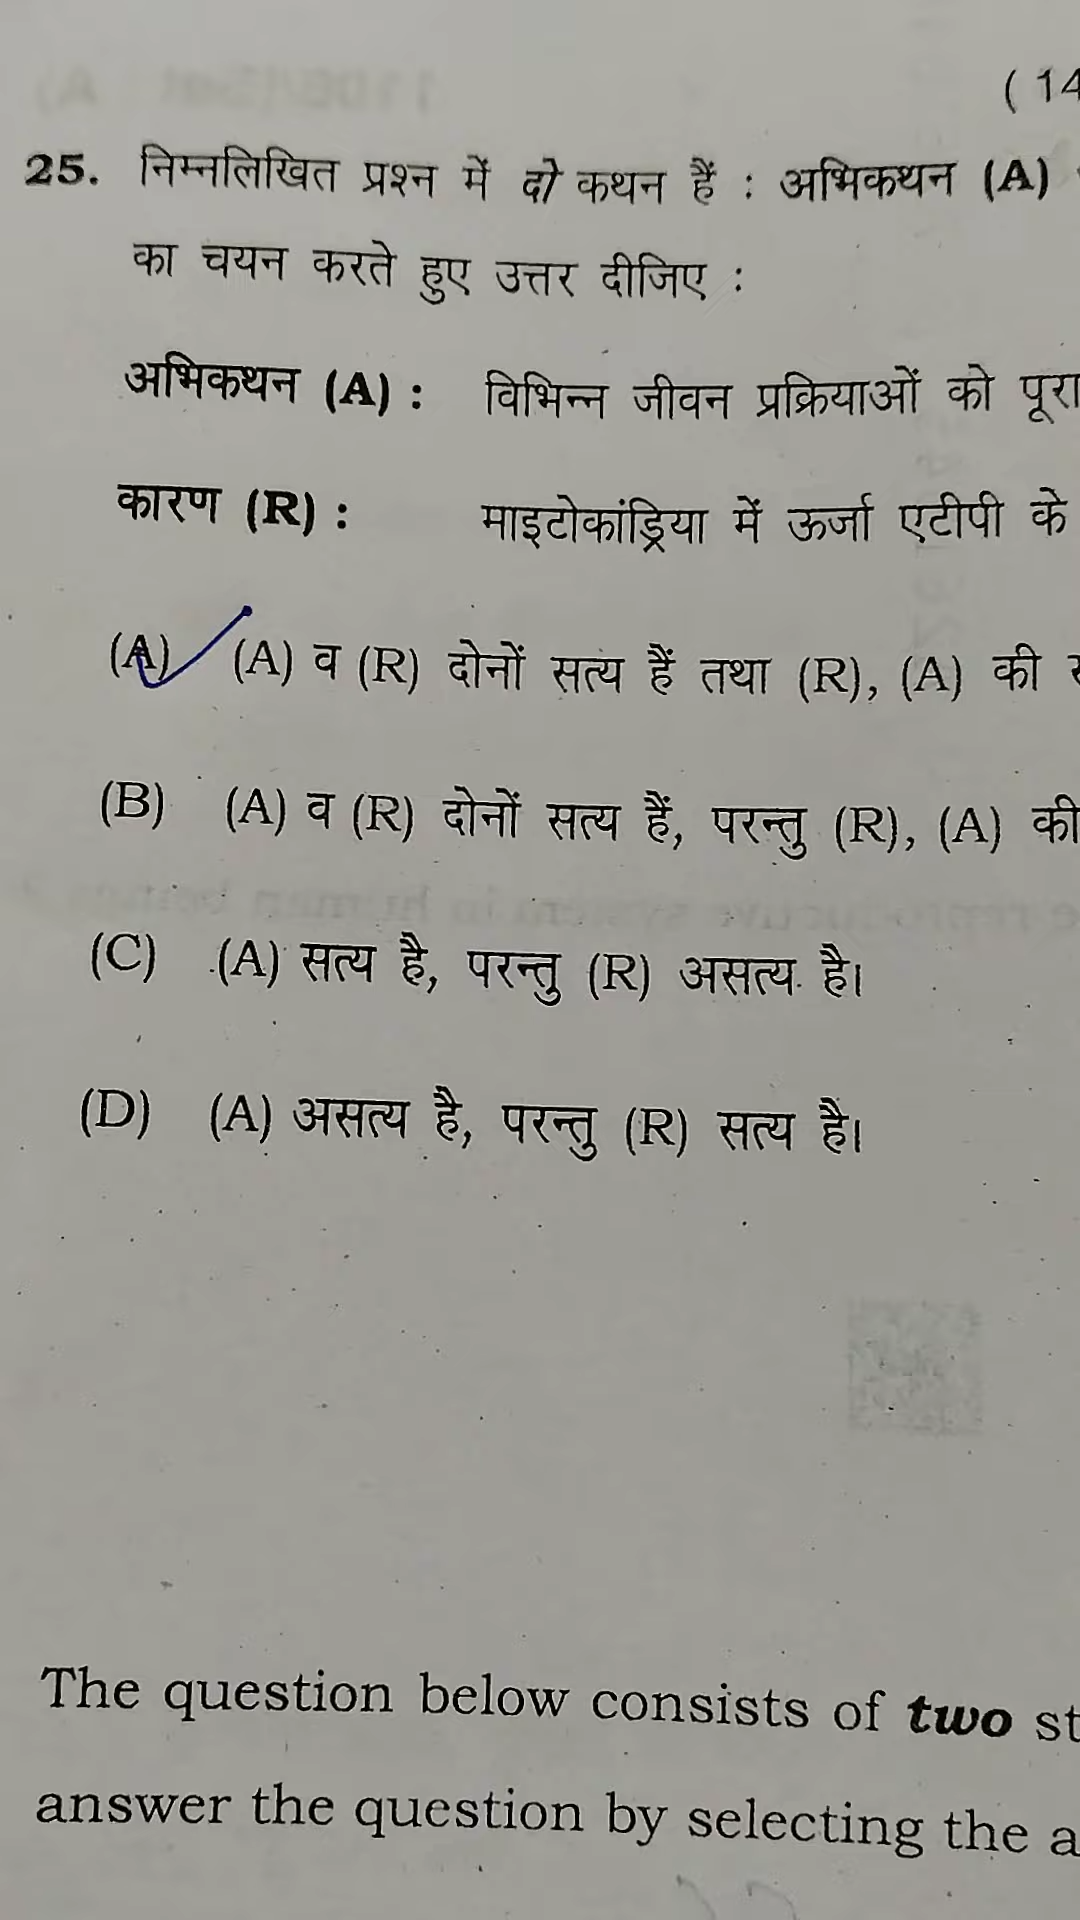 ( 14
25. निम्नलिखित प्रश्न में दो कथन हैं : अभिकथन (A)
का चयन करते हुए उत्तर दीजिए :
अभिकथन (A) : विभिन्न जीवन प्रक्रियाओं को पूरा
कारण (R) : माइटोकांड्रिया में ऊर्जा एटीपी के
(A) (A) व (R) दोनों सत्य हैं तथा (R), (A) की
(B) (A) व (R) दोनों सत्य हैं, परन्तु (R), (A) की
(C) (A) सत्य है, परन्तु (R) असत्य है।
(D) (A) असत्य है, परन्तु (R) सत्य है।
The question below consists of two st
answer the question by selecting the a